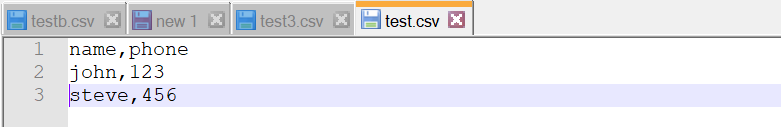 testb.csv new 1 test3.csv test.csv
1 name,phone
2 john,123
3 steve,456